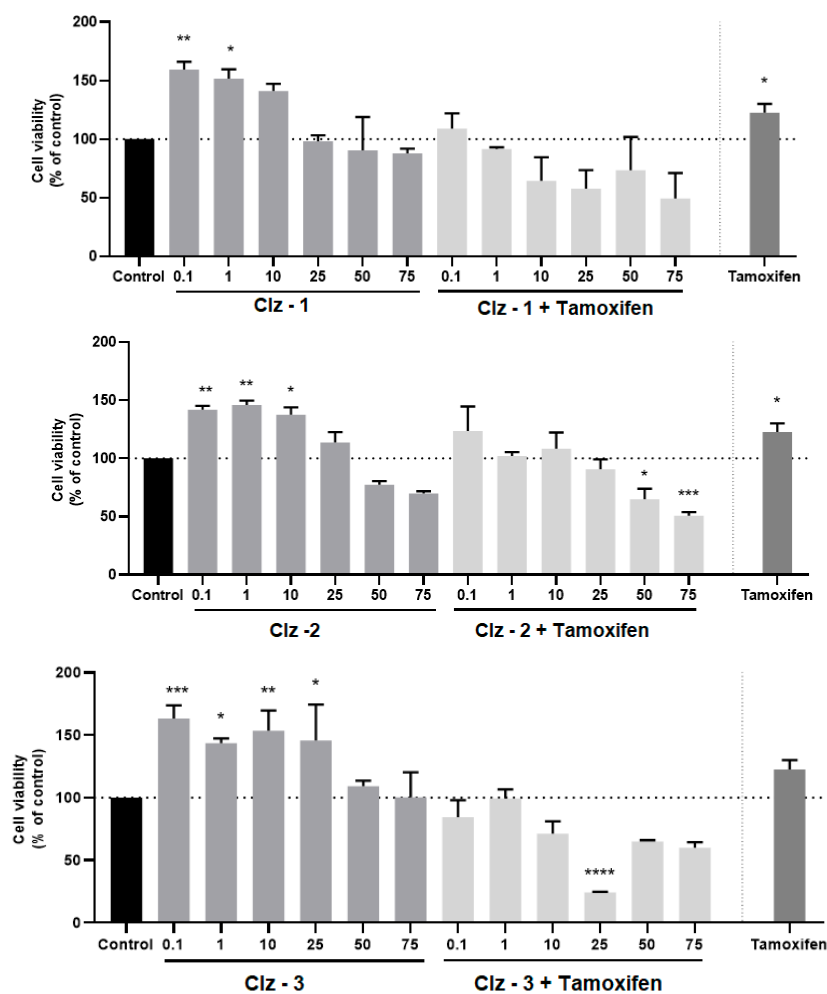 200
** *
150
*
100
50
0
Cell viability
(% of control)
Control 0.1 1 10 25 50 75 0.1 1 10 25 50 75 Tamoxifen
Clz - 1 Clz - 1 + Tamoxifen
200
** ** *
*
150
100
* ***
50
0
Cell viability
(% of control)
Control 0.1 1 10 25 50 75 0.1 1 10 25 50 75 Tamoxifen
Clz -2 Clz - 2 + Tamoxifen
200
*** * ** *
150
100
****
50
0
Cell viability
(% of control)
Control 0.1 1 10 25 50 75 0.1 1 10 25 50 75 Tamoxifen
Clz - 3 Clz - 3 + Tamoxifen